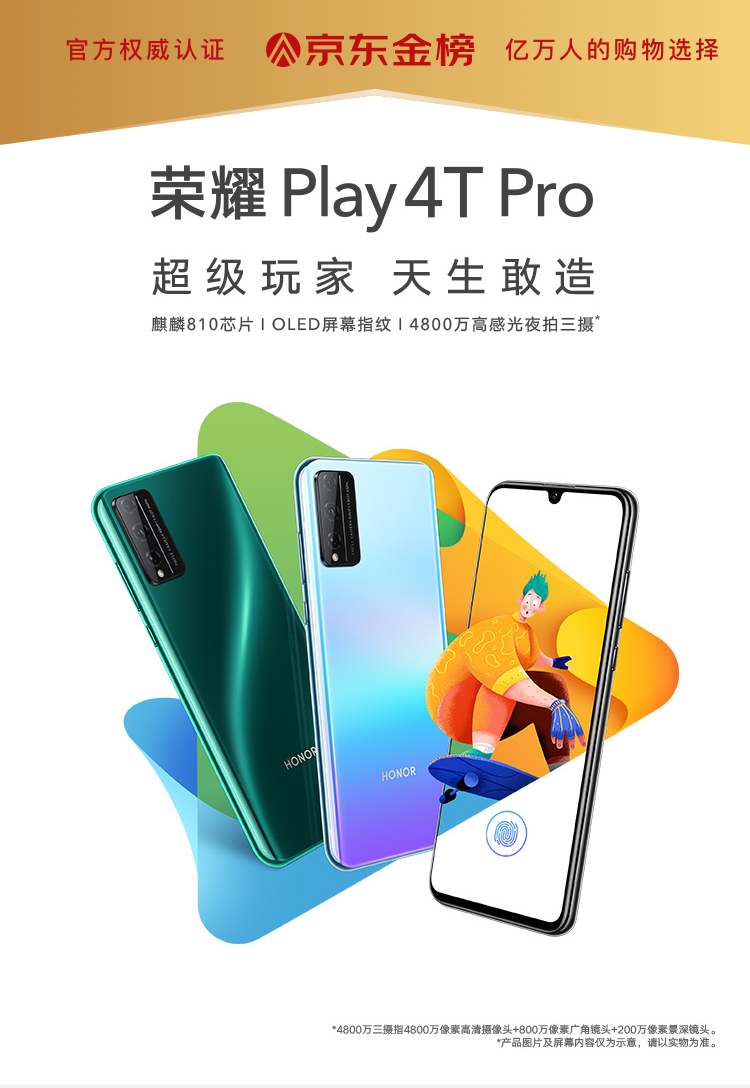 官方权威认证 京东金榜 亿万人的购物选择
荣耀 Play4T Pro
超级玩家 天生敢造
麒麟810芯片 I OLED屏幕指纹 I 4800万高感光夜拍三摄*
HONOR
HONOR
*4800万三摄指4800万像素高清摄像头+800万像素广角镜头+200万像素景深镜头。
*产品图片及屏幕内容仅为示意，请以实物为准。